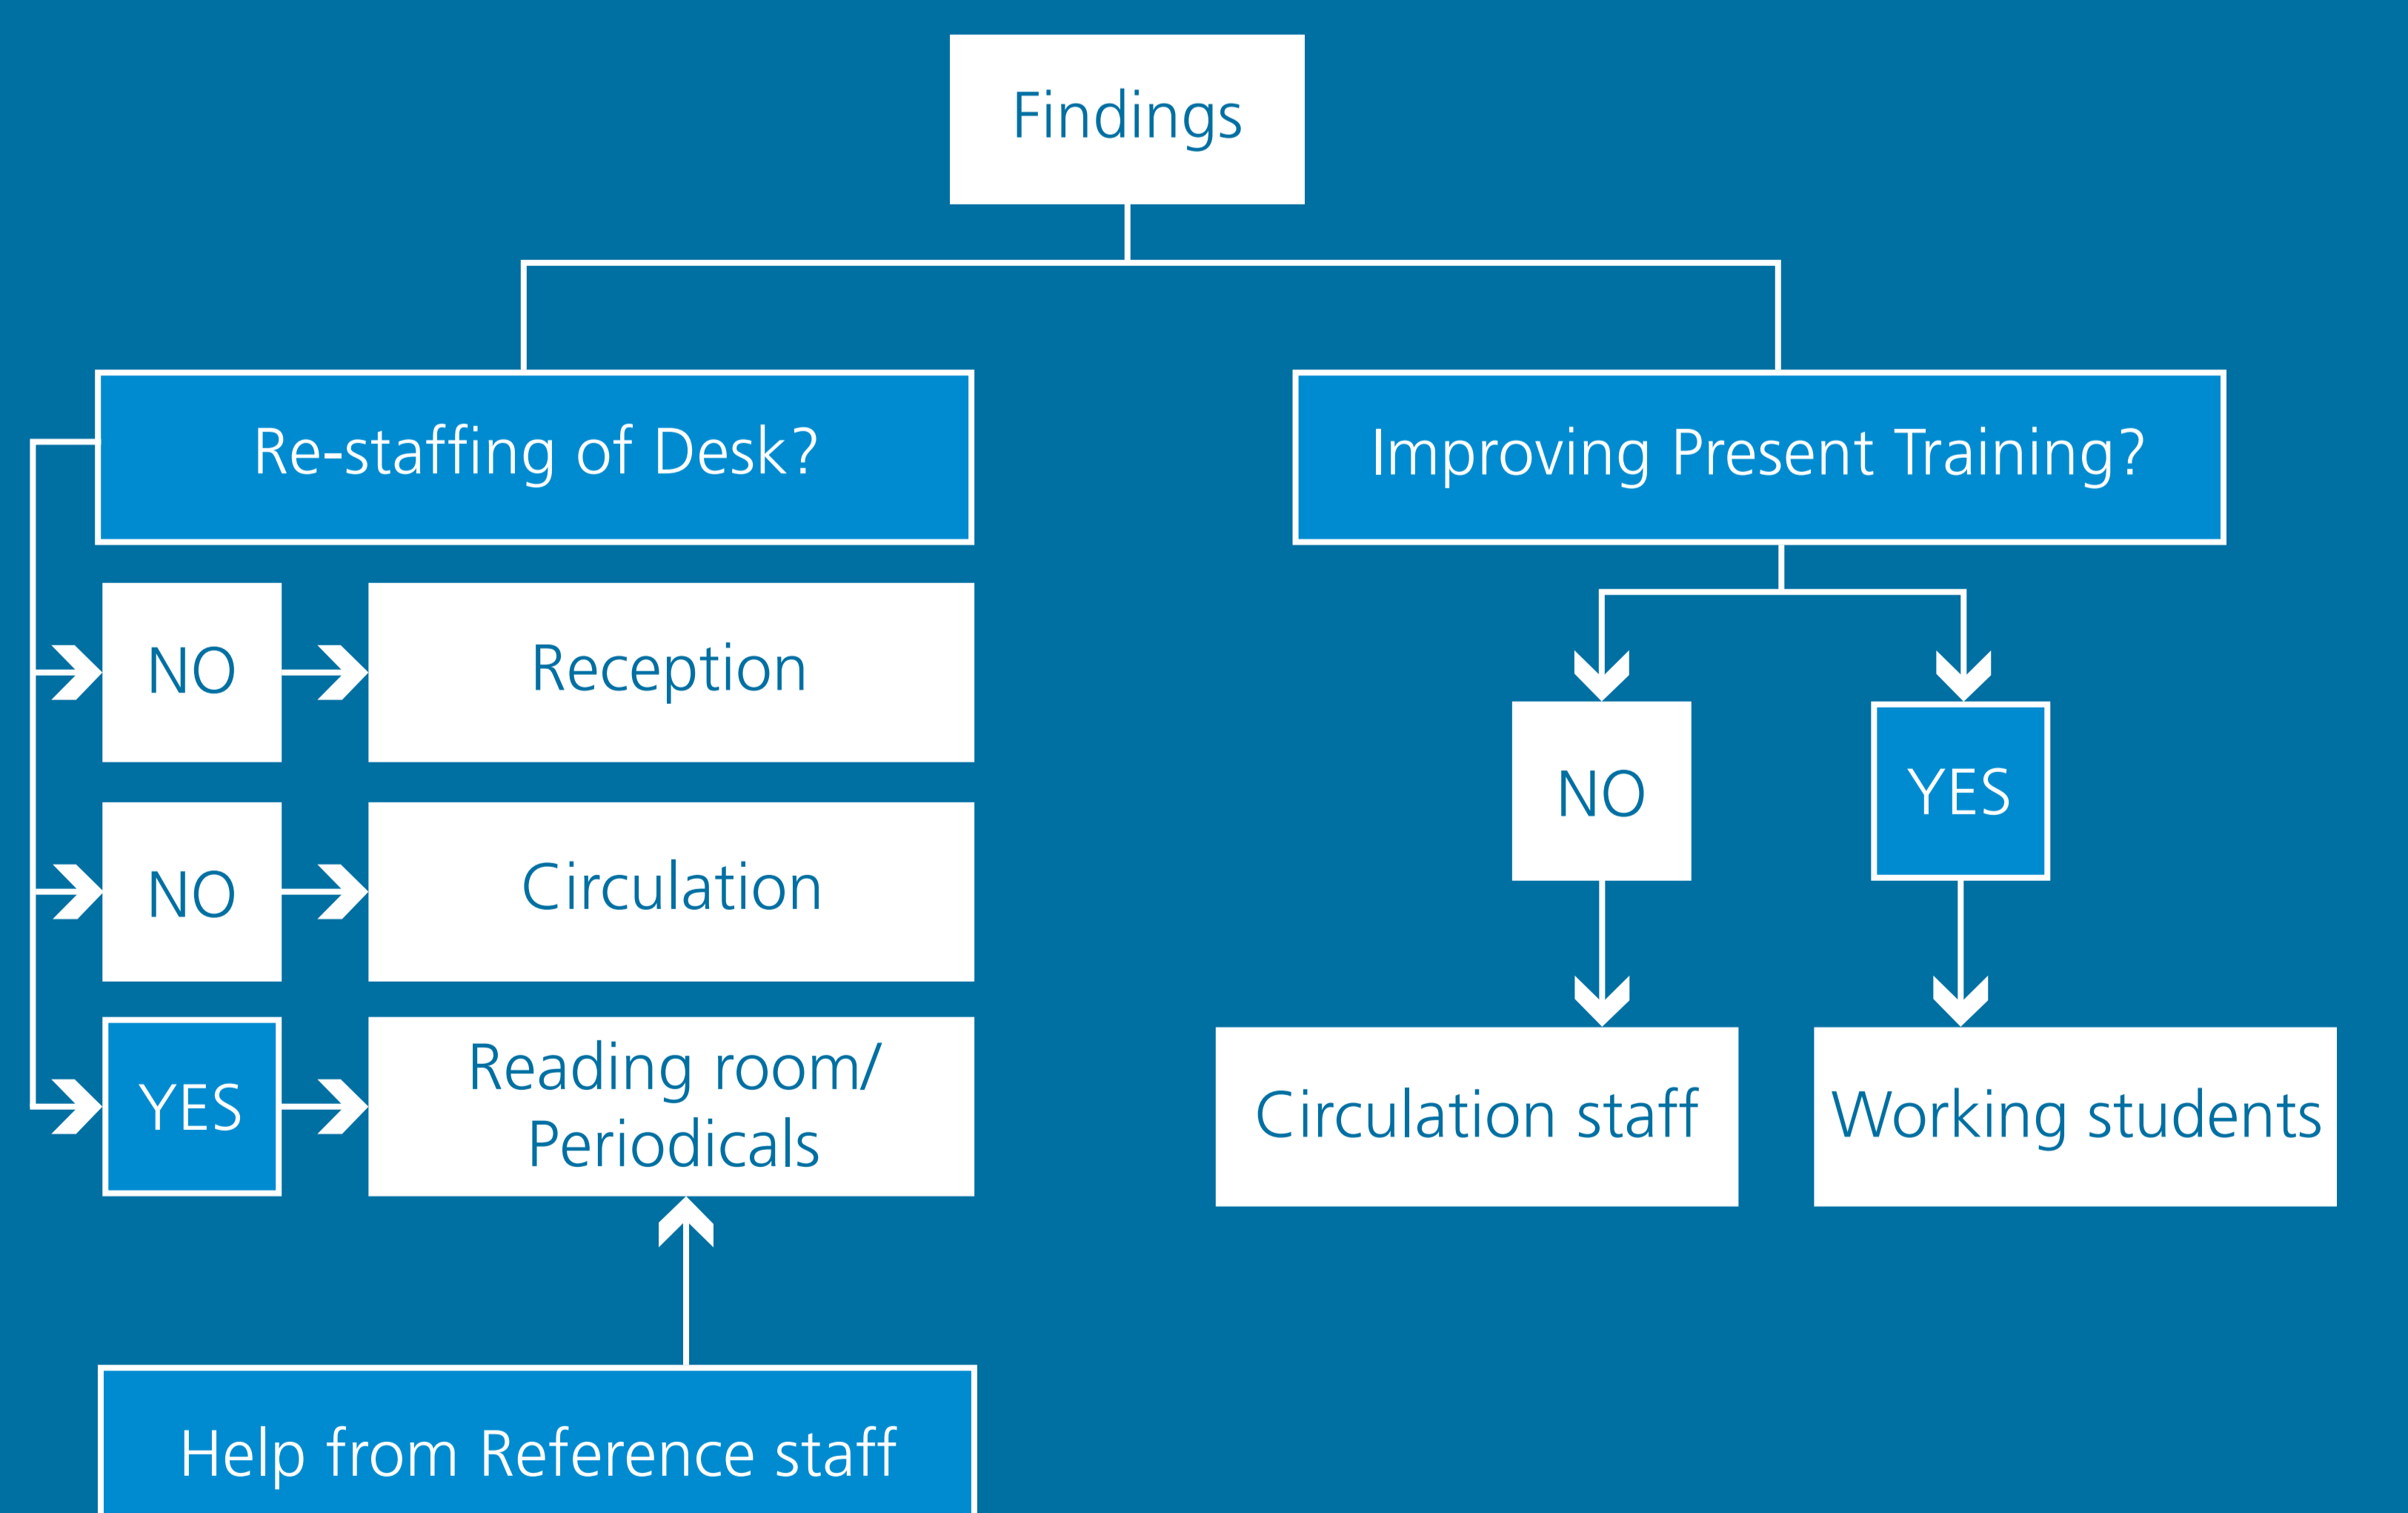 Findings
Re-staffing of Desk?
Improving Present Training?
NO
Reception
NO
Circulation
YES
Reading room/
Periodicals
Help from Reference staff
NO
YES
Circulation staff
Working students